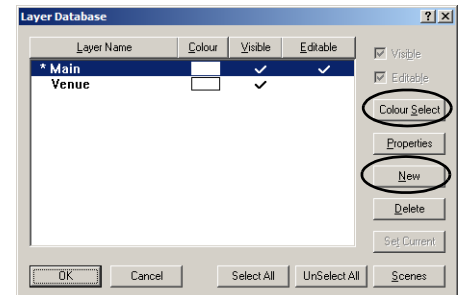 Layer Database
Layer Name Colour Visible Editable
* Main
Venue
Visible
Editable
Colour Select
Properties
New
Delete
Set Current
OK Cancel Select All UnSelect All Scenes